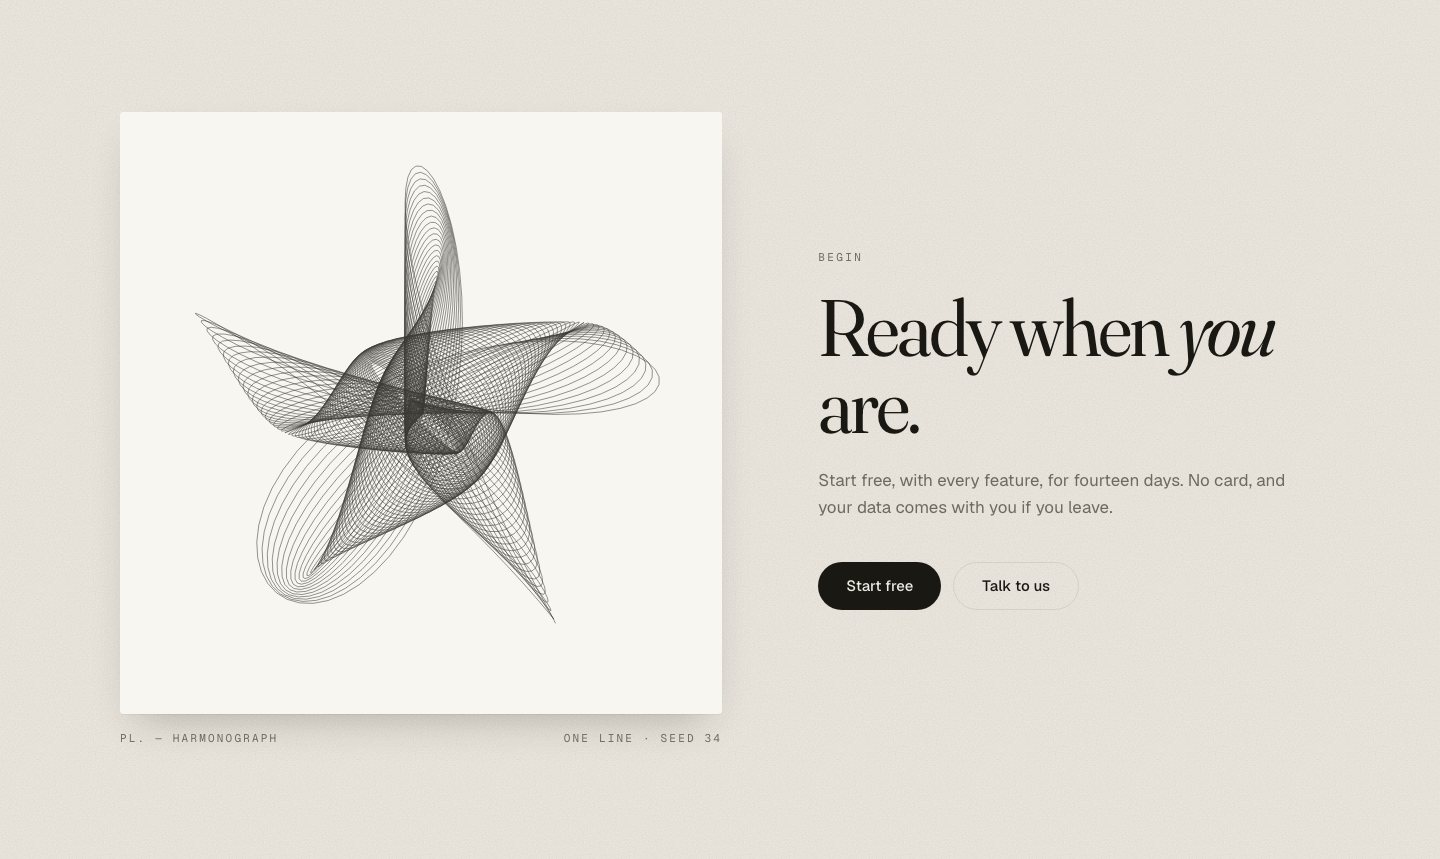 PL. — HARMONOGRAPH
ONE LINE · SEED 34
BEGIN
Ready when you
are.
Start free, with every feature, for fourteen days. No card, and
your data comes with you if you leave.
Start free
Talk to us